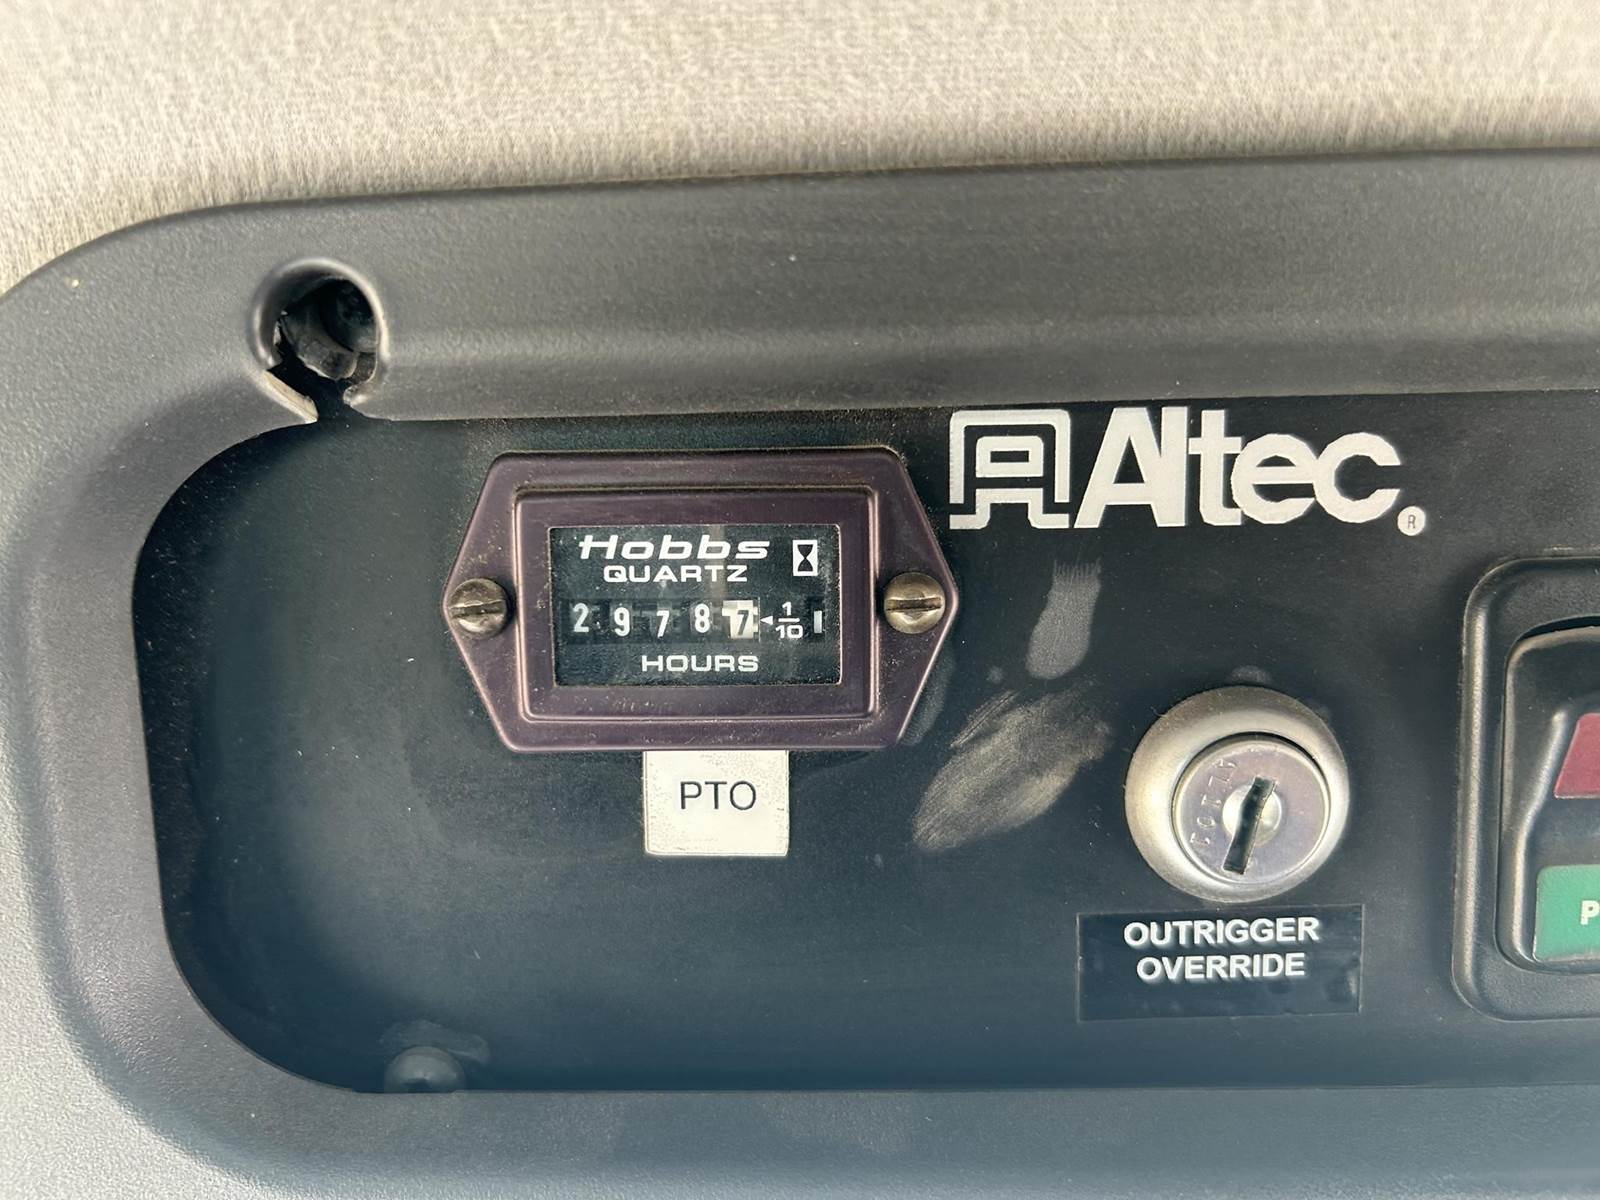 Altec®
Hobbs
QUARTZ
2 9 7 8 7 1/10
HOURS
PTO
OUTRIGGER
OVERRIDE
P